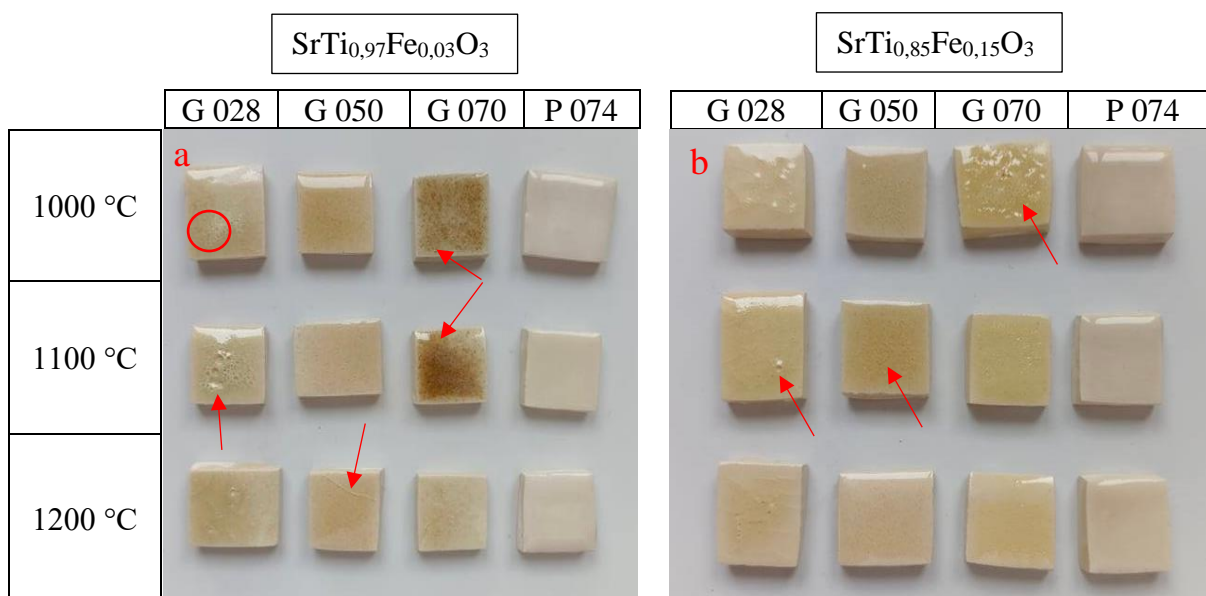 SrTi0,97Fe0,03O3
SrTi0,85Fe0,15O3
G 028 G 050 G 070 P 074
G 028 G 050 G 070 P 074
a
b
1000 °C
1100 °C
1200 °C